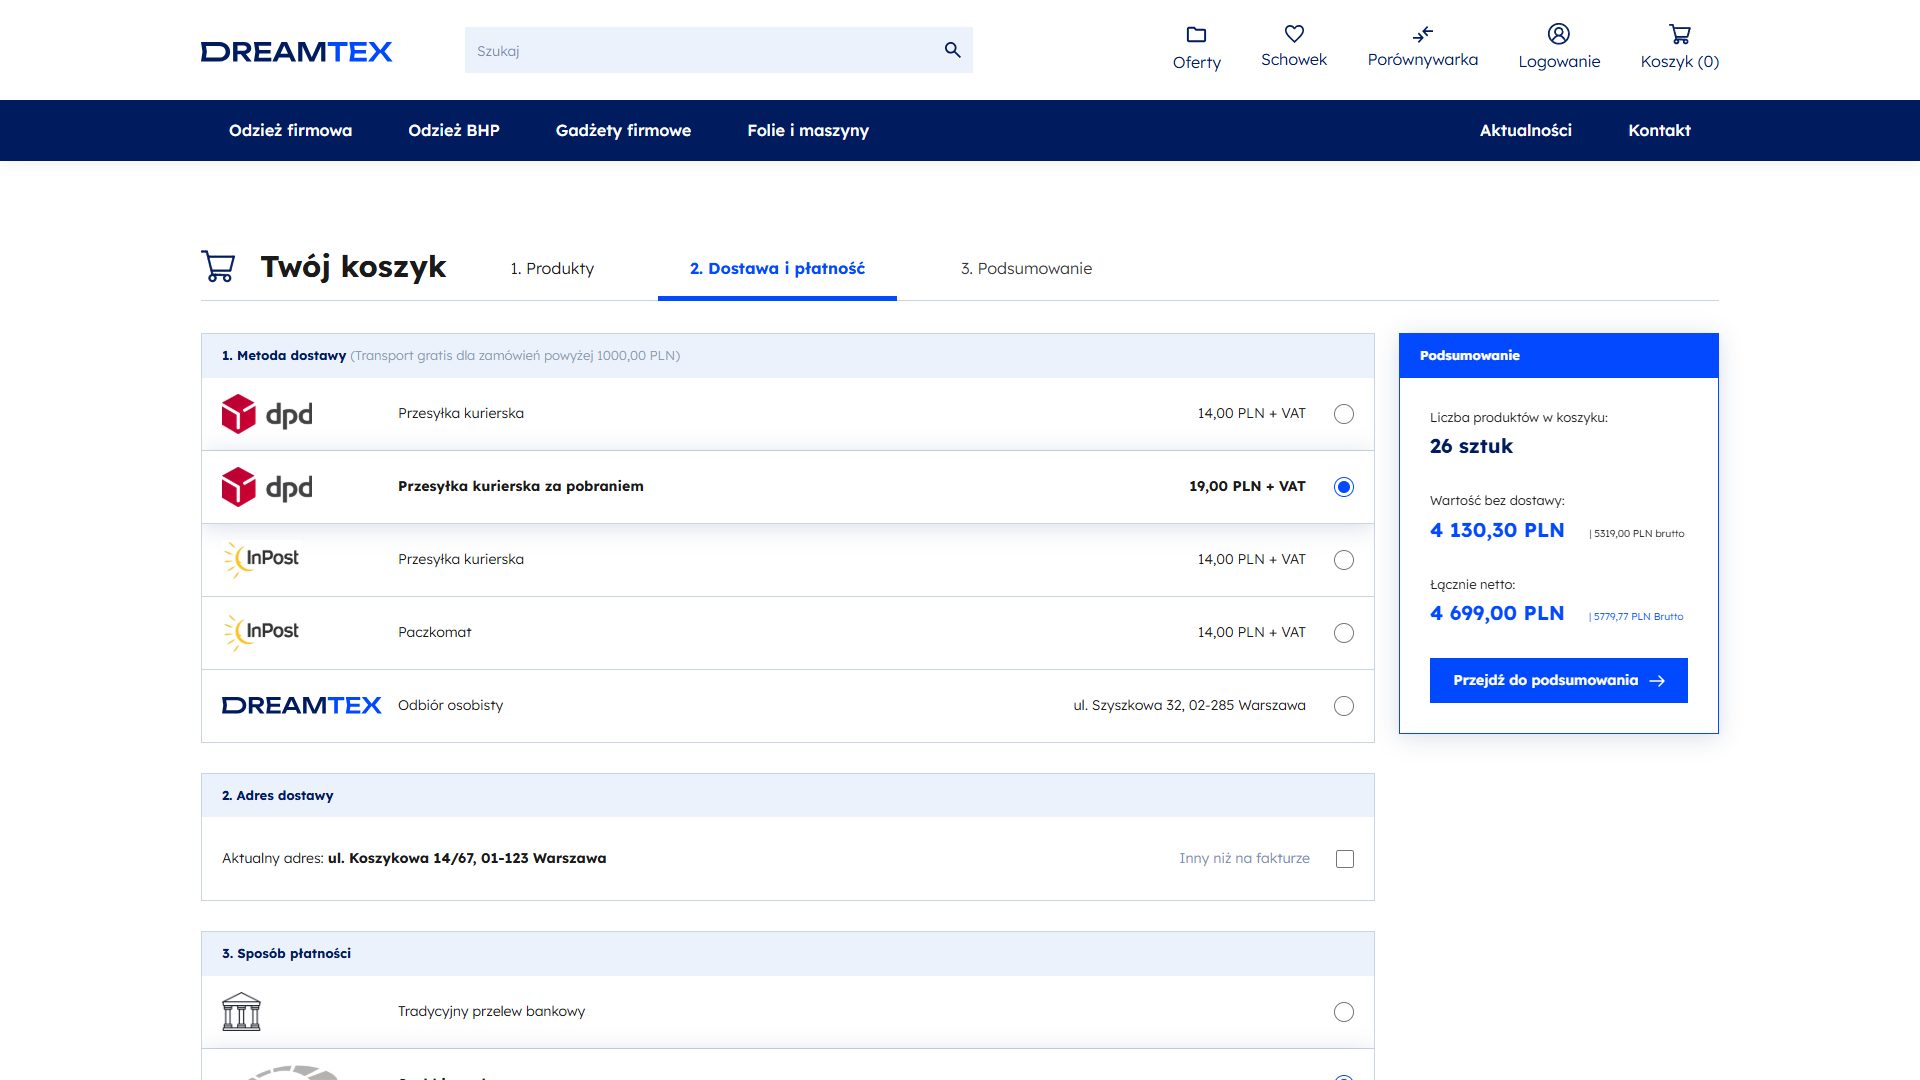 DREAMTEX
Szukaj
Oferty
Schowek
Porównywarka
Logowanie
Koszyk (0)
Odzież firmowa
Odzież BHP
Gadżety firmowe
Folie i maszyny
Aktualności
Kontakt
Twój koszyk
1. Produkty
2. Dostawa i płatność
3. Podsumowanie
1. Metoda dostawy (Transport gratis dla zamówień powyżej 1000,00 PLN)
dpd
Przesyłka kurierska
14,00 PLN + VAT
dpd
Przesyłka kurierska za pobraniem
19,00 PLN + VAT
InPost
Przesyłka kurierska
14,00 PLN + VAT
InPost
Paczkomat
14,00 PLN + VAT
DREAMTEX
Odbiór osobisty
ul. Szyszkowa 32, 02-285 Warszawa
2. Adres dostawy
Aktualny adres: ul. Koszykowa 14/67, 01-123 Warszawa
Inny niż na fakturze
3. Sposób płatności
Tradycyjny przelew bankowy
Podsumowanie
Liczba produktów w koszyku:
26 sztuk
Wartość bez dostawy:
4 130,30 PLN
| 5319,00 PLN brutto
Łącznie netto:
4 699,00 PLN
| 5779,77 PLN Brutto
Przejdź do podsumowania